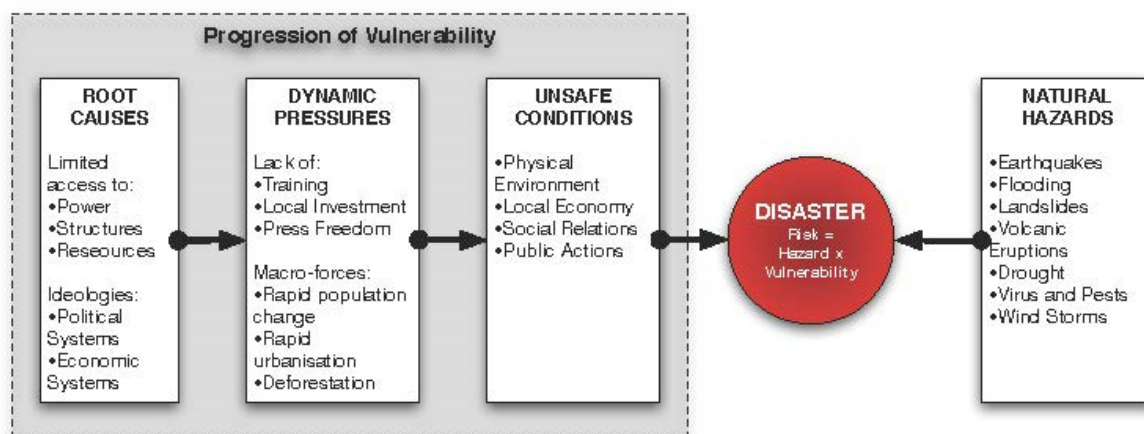 Progression of Vulnerability
ROOT
CAUSES
Limited
access to:
•Power
•Structures
•Reseources
Ideologies:
•Political
Systems
•Economic
Systems
DYNAMIC
PRESSURES
Lack of:
•Training
•Local Investment
•Press Freedom
Macro-forces:
•Rapid population
change
•Rapid
urbanisation
•Deforestation
UNSAFE
CONDITIONS
•Physical
Environment
•Local Economy
•Social Relations
•Public Actions
DISASTER
Risk =
Hazard x
Vulnerability
NATURAL
HAZARDS
•Earthquakes
•Flooding
•Landslides
•Volcanic
Eruptions
•Drought
•Virus and Pests
•Wind Storms